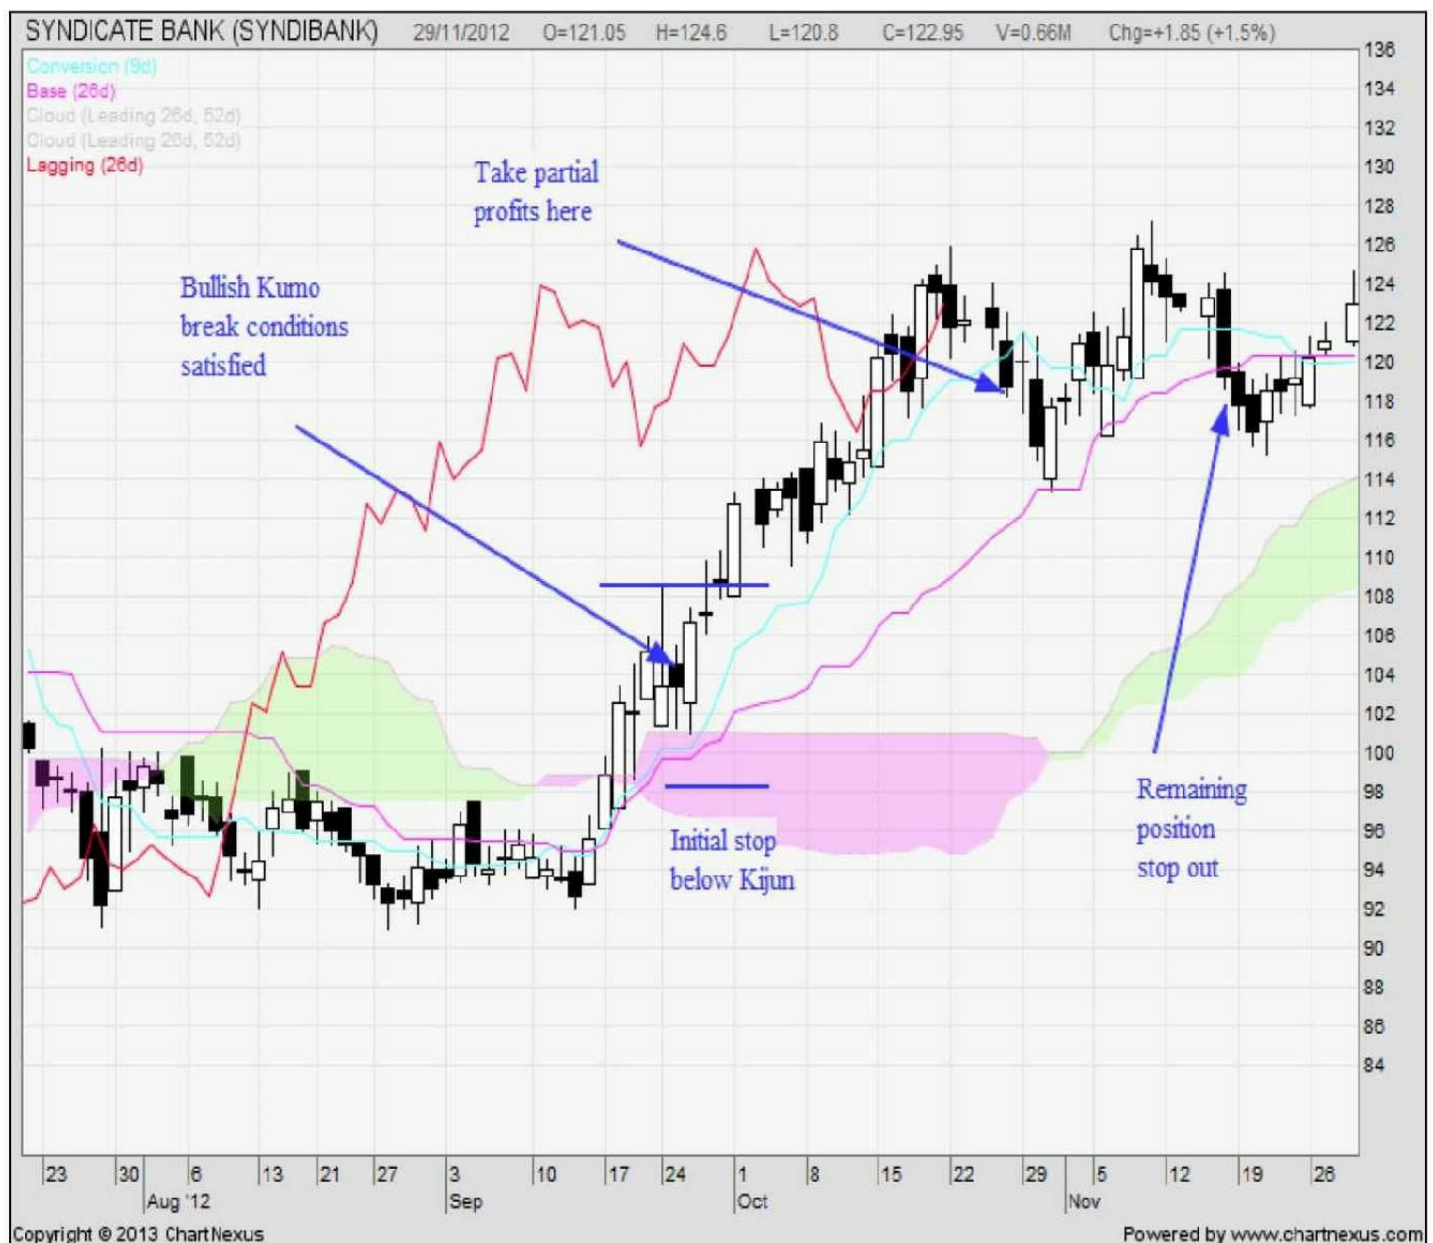 SYNDICATE BANK (SYNDIBANK) 29/11/2012 O=121.05 H=124.6 L=120.8 C=122.95 V=0.66M Chg=+1.85 (+1.5%)
Conversion (9d)
Base (26d)
Cloud (Leading 26d, 52d)
Cloud (Leading 26d, 52d)
Lagging (26d)
Take partial
profits here
Bullish Kumo
break conditions
satisfied
Initial stop
below Kijun
Remaining
position
stop out
136
134
132
130
128
126
124
122
120
118
116
114
112
110
108
106
104
102
100
98
96
94
92
90
88
86
84
23 30 6 13 21 27 3 10 17 24 1 8 15 22 29 5 12 19 26
Aug '12 Sep Oct Nov
Copyright © 2013 ChartNexus Powered by www.chartnexus.com